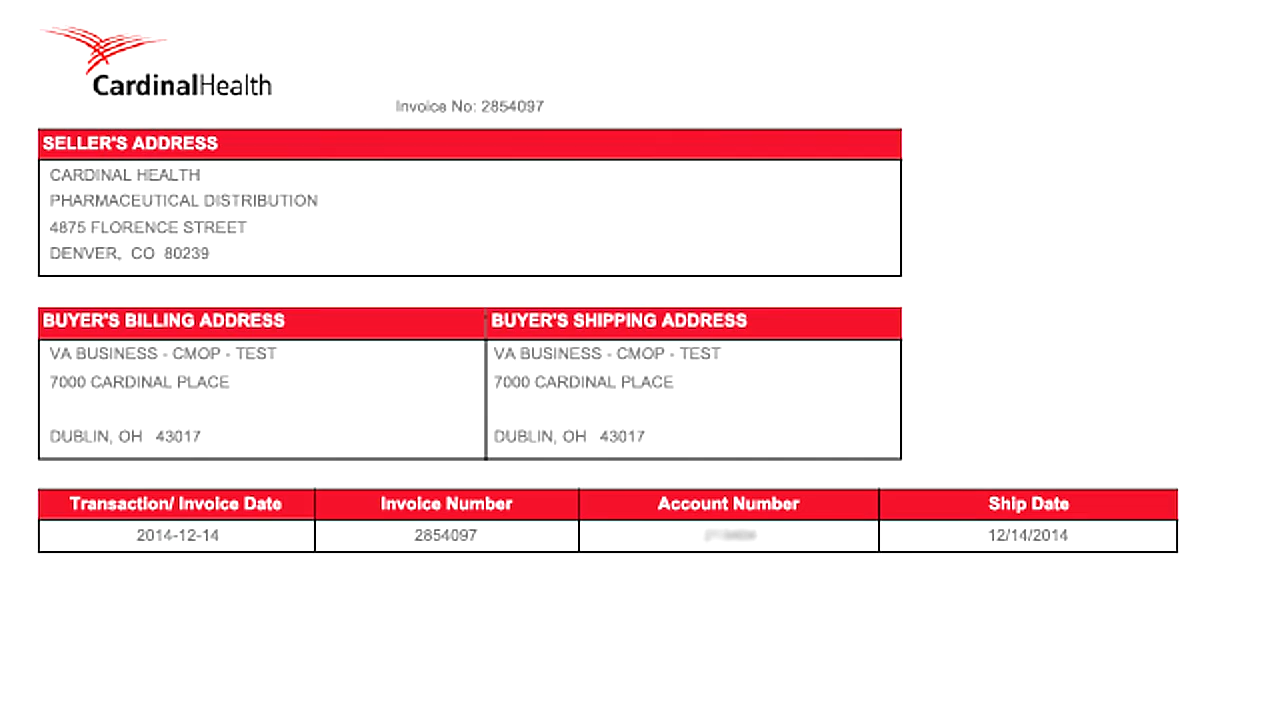 CardinalHealth
Invoice No: 2854097
SELLER'S ADDRESS
CARDINAL HEALTH
PHARMACEUTICAL DISTRIBUTION
4875 FLORENCE STREET
DENVER, CO 80239
BUYER'S BILLING ADDRESS
VA BUSINESS - CMOP - TEST
7000 CARDINAL PLACE
DUBLIN, OH 43017
BUYER'S SHIPPING ADDRESS
VA BUSINESS - CMOP - TEST
7000 CARDINAL PLACE
DUBLIN, OH 43017
Transaction/ Invoice Date Invoice Number Account Number Ship Date
2014-12-14 2854097 12/14/2014